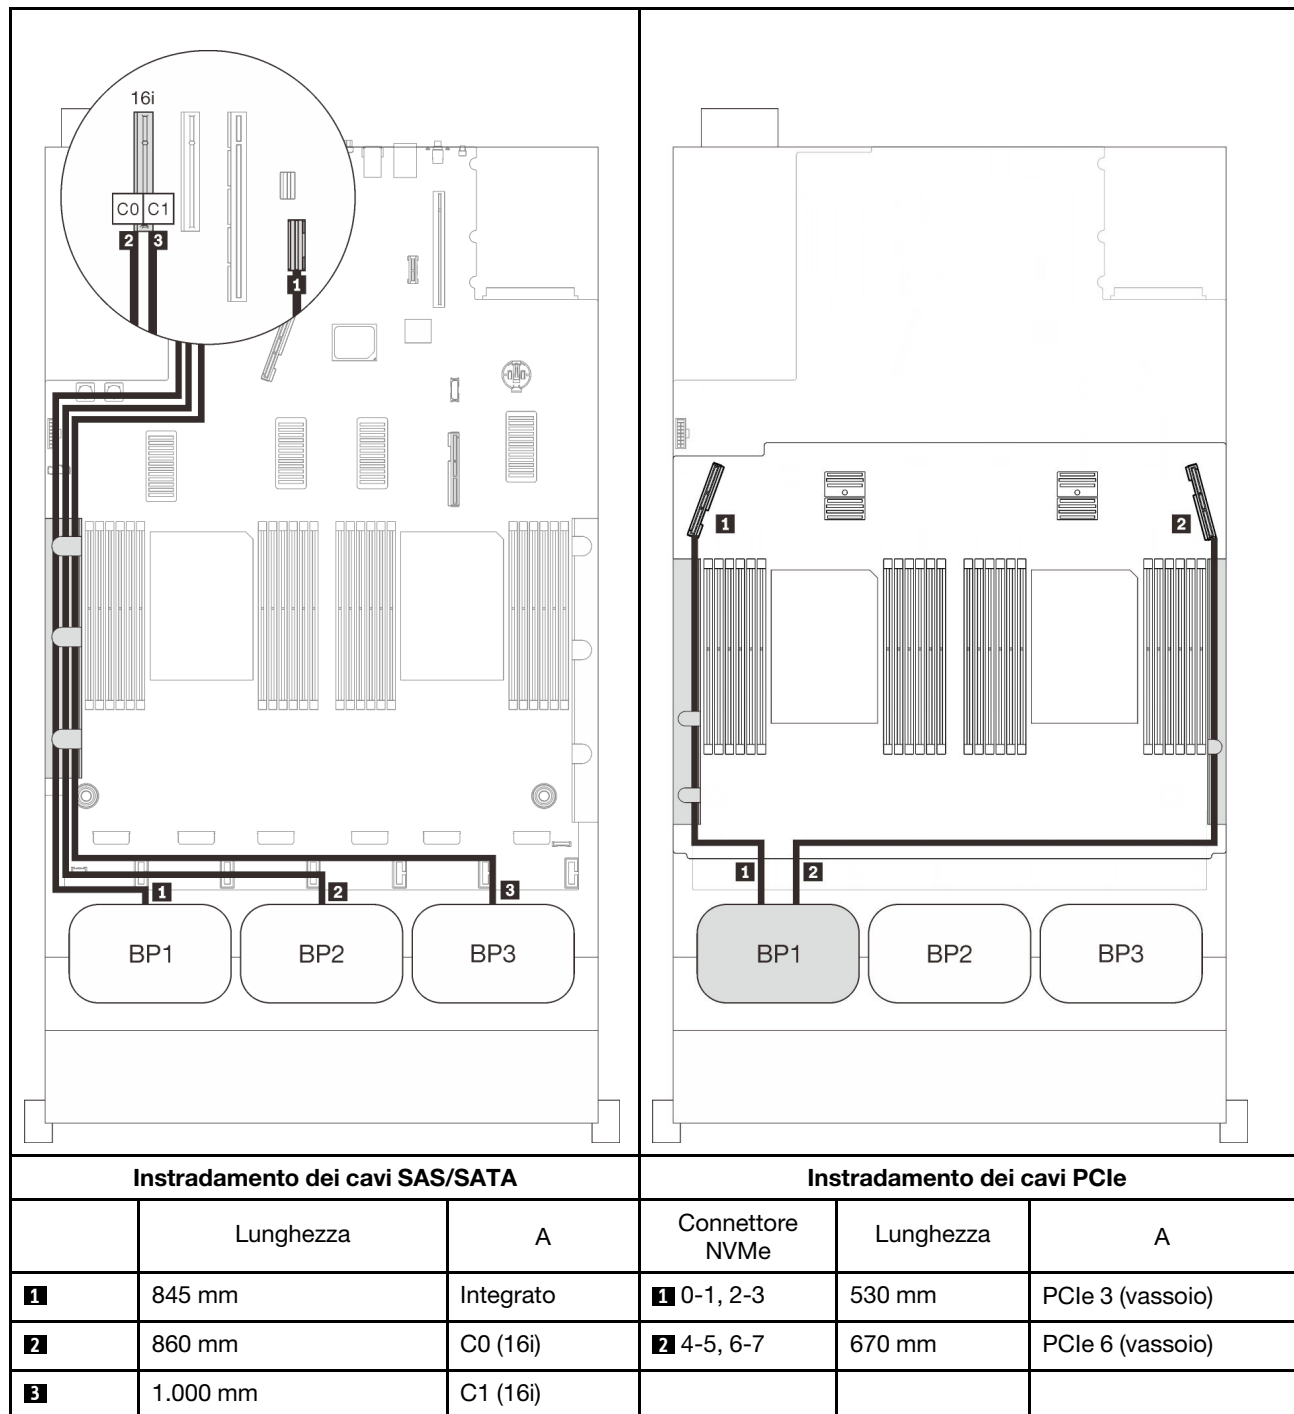 16i
C0 C1
2 3
1
1 2 3
BP1 BP2 BP3
1 2
1 2
BP1 BP2 BP3
Instradamento dei cavi SAS/SATA
Instradamento dei cavi PCIe
Lunghezza
A
Connettore
NVMe
Lunghezza
A
1 845 mm Integrato
1 0-1, 2-3 530 mm PCIe 3 (vassoio)
2 860 mm C0 (16i)
2 4-5, 6-7 670 mm PCIe 6 (vassoio)
3 1.000 mm C1 (16i)